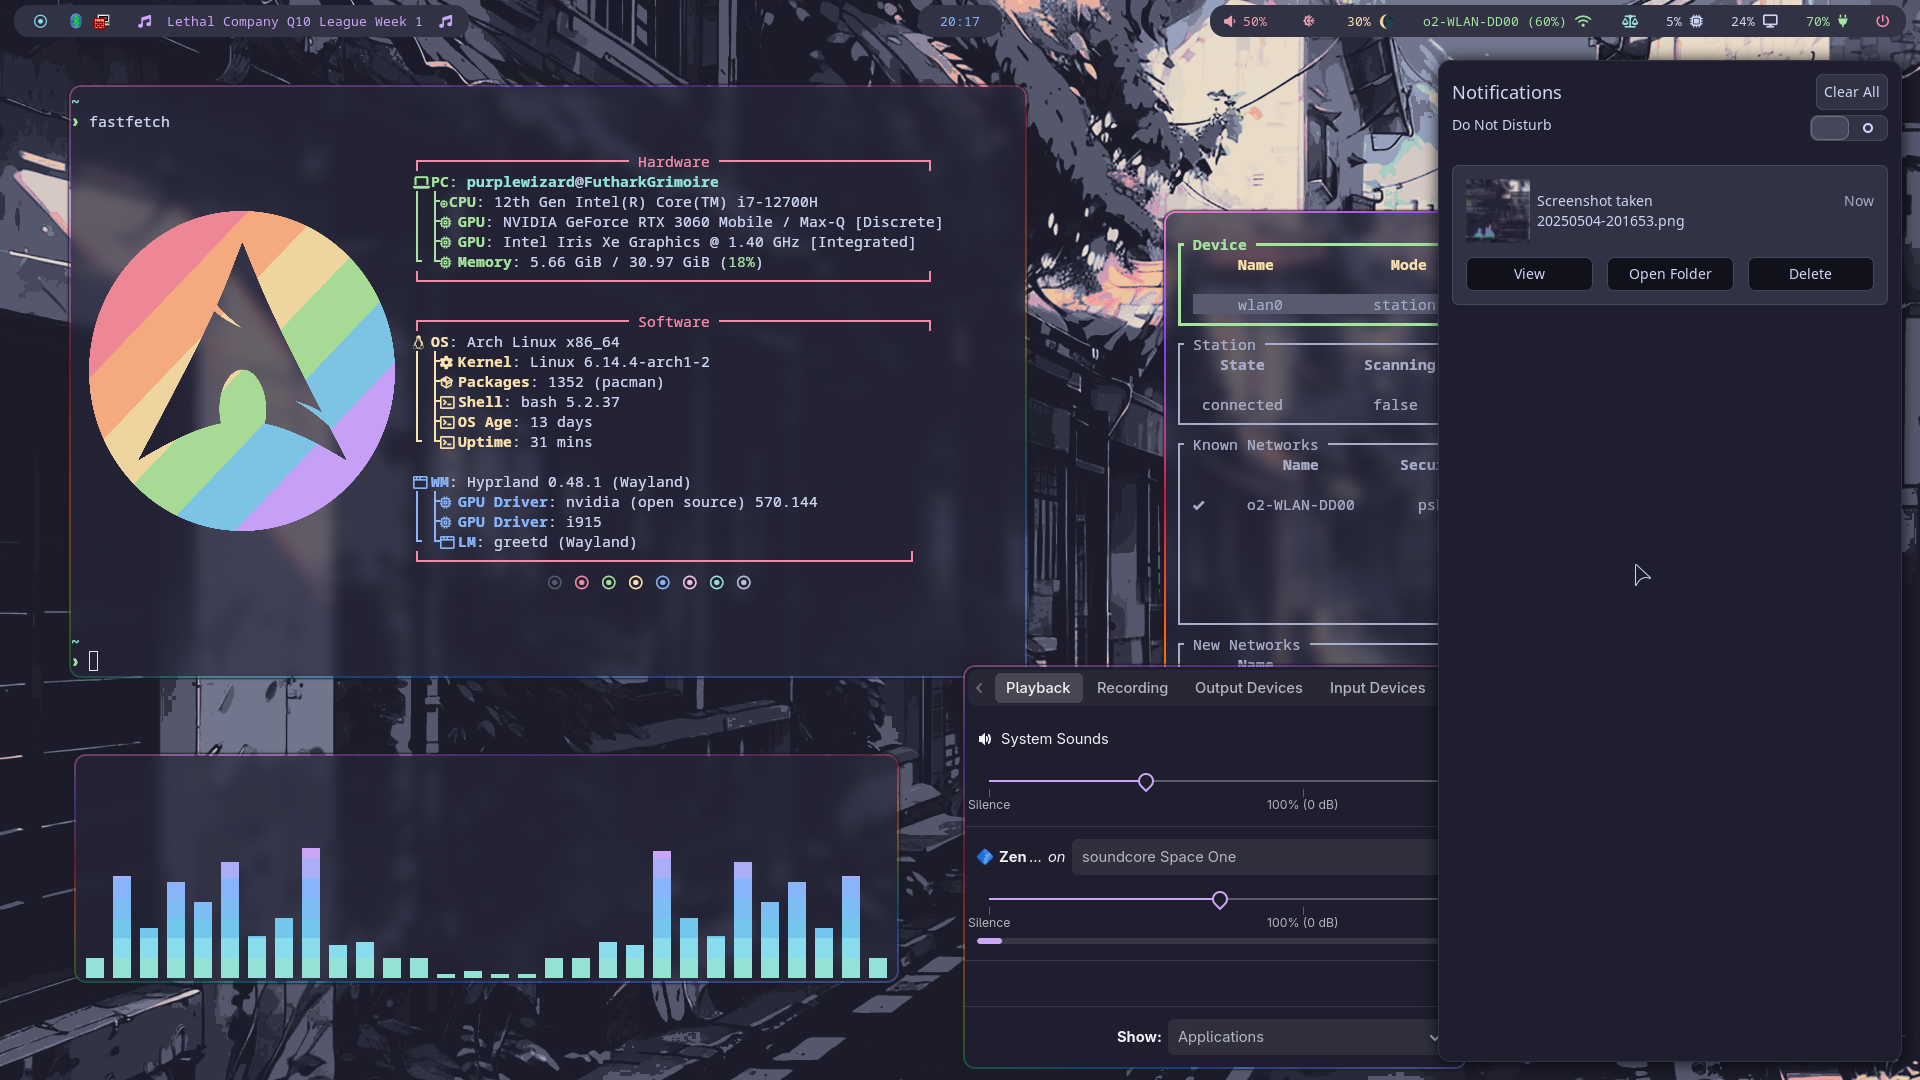 Lethal Company Q10 League Week 1
20:17
50%
30%
o2-WLAN-DD00 (60%)
5%
24%
70%
~
❯ fastfetch
Hardware
PC: purplewizard@FutharkGrimoire
CPU: 12th Gen Intel(R) Core(TM) i7-12700H
GPU: NVIDIA GeForce RTX 3060 Mobile / Max-Q [Discrete]
GPU: Intel Iris Xe Graphics @ 1.40 GHz [Integrated]
Memory: 5.66 GiB / 30.97 GiB (18%)
Software
OS: Arch Linux x86_64
Kernel: Linux 6.14.4-arch1-2
Packages: 1352 (pacman)
Shell: bash 5.2.37
OS Age: 13 days
Uptime: 31 mins
WM: Hyprland 0.48.1 (Wayland)
GPU Driver: nvidia (open source) 570.144
GPU Driver: i915
LM: greetd (Wayland)
~
❯
Device
Name Mode
wlan0 station
Station
State Scanning
connected false
Known Networks
Name Secu
o2-WLAN-DD00 ps
New Networks
Name
Playback Recording Output Devices Input Devices
System Sounds
Silence 100% (0 dB)
Zen... on soundcore Space One
Silence 100% (0 dB)
Show: Applications
Notifications
Clear All
Do Not Disturb
Screenshot taken
Now
20250504-201653.png
View Open Folder Delete